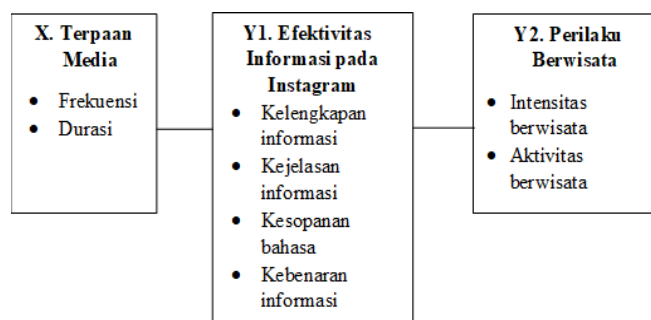 X. Terpaan
Media
• Frekuensi
• Durasi
Y1. Efektivitas
Informasi pada
Instagram
• Kelengkapan
informasi
• Kejelasan
informasi
• Kesopanan
bahasa
• Kebenaran
informasi
Y2. Perilaku
Berwisata
• Intensitas
berwisata
• Aktivitas
berwisata